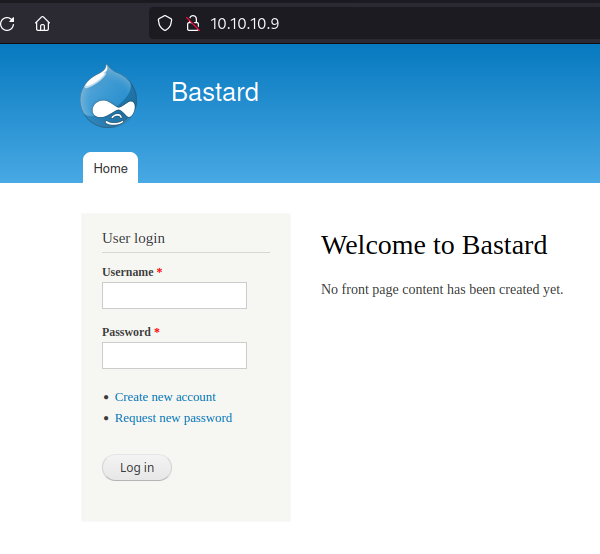 10.10.10.9
Bastard
Home
User login
Username *
Password *
Create new account
Request new password
Log in
Welcome to Bastard
No front page content has been created yet.